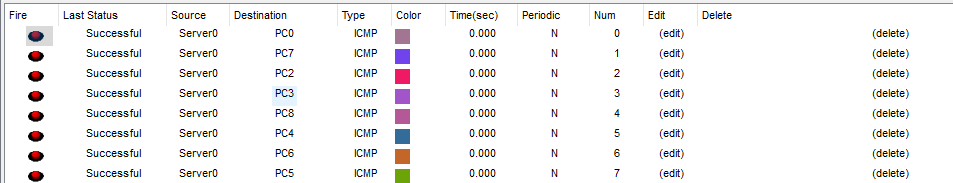 Fire Last Status Source Destination Type Color Time(sec) Periodic Num Edit Delete
Successful Server0 PC0 ICMP 0.000 N 0 (edit) (delete)
Successful Server0 PC7 ICMP 0.000 N 1 (edit) (delete)
Successful Server0 PC2 ICMP 0.000 N 2 (edit) (delete)
Successful Server0 PC3 ICMP 0.000 N 3 (edit) (delete)
Successful Server0 PC8 ICMP 0.000 N 4 (edit) (delete)
Successful Server0 PC4 ICMP 0.000 N 5 (edit) (delete)
Successful Server0 PC6 ICMP 0.000 N 6 (edit) (delete)
Successful Server0 PC5 ICMP 0.000 N 7 (edit) (delete)